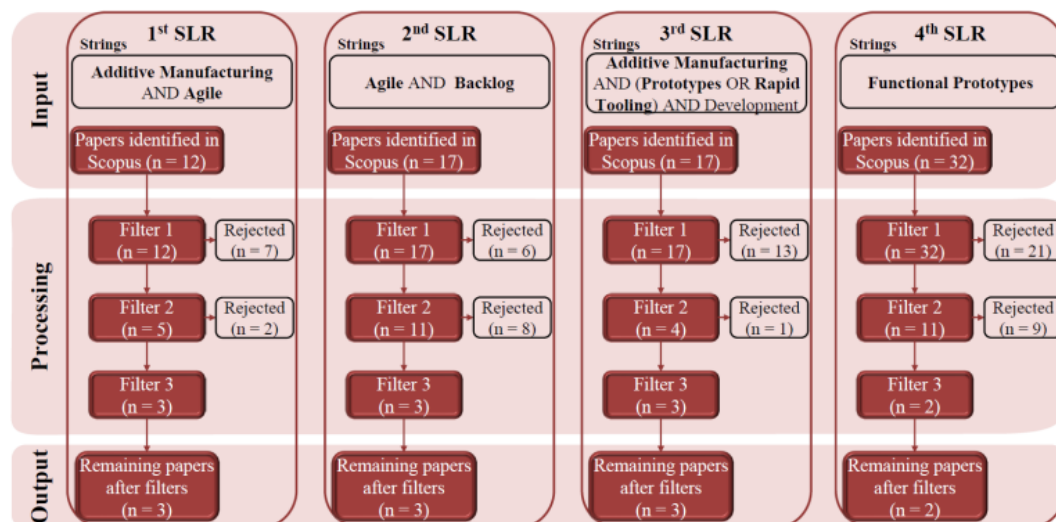 Input
Processing
Output
1st SLR
Strings
Additive Manufacturing
AND Agile
Papers identified in
Scopus (n = 12)
Filter 1
(n = 12)
Rejected
(n = 7)
Filter 2
(n = 5)
Rejected
(n = 2)
Filter 3
(n = 3)
Remaining papers
after filters
(n = 3)
2nd SLR
Strings
Agile AND Backlog
Papers identified in
Scopus (n = 17)
Filter 1
(n = 17)
Rejected
(n = 6)
Filter 2
(n = 11)
Rejected
(n = 8)
Filter 3
(n = 3)
Remaining papers
after filters
(n = 3)
3rd SLR
Strings
Additive Manufacturing
AND (Prototypes OR Rapid
Tooling) AND Development
Papers identified in
Scopus (n = 17)
Filter 1
(n = 17)
Rejected
(n = 13)
Filter 2
(n = 4)
Rejected
(n = 1)
Filter 3
(n = 3)
Remaining papers
after filters
(n = 3)
4th SLR
Strings
Functional Prototypes
Papers identified in
Scopus (n = 32)
Filter 1
(n = 32)
Rejected
(n = 21)
Filter 2
(n = 11)
Rejected
(n = 9)
Filter 3
(n = 2)
Remaining papers
after filters
(n = 2)